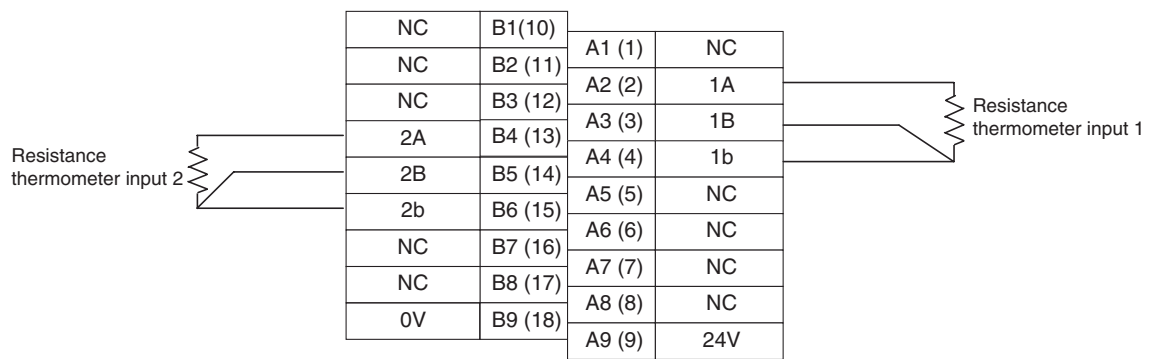 NC B1(10)
A1 (1) NC
NC B2 (11)
A2 (2) 1A
NC B3 (12)
A3 (3) 1B
2A B4 (13)
A4 (4) 1b
2B B5 (14)
A5 (5) NC
2b B6 (15)
A6 (6) NC
NC B7 (16)
A7 (7) NC
NC B8 (17)
A8 (8) NC
0V B9 (18)
A9 (9) 24V
Resistance
thermometer input 2
Resistance
thermometer input 1